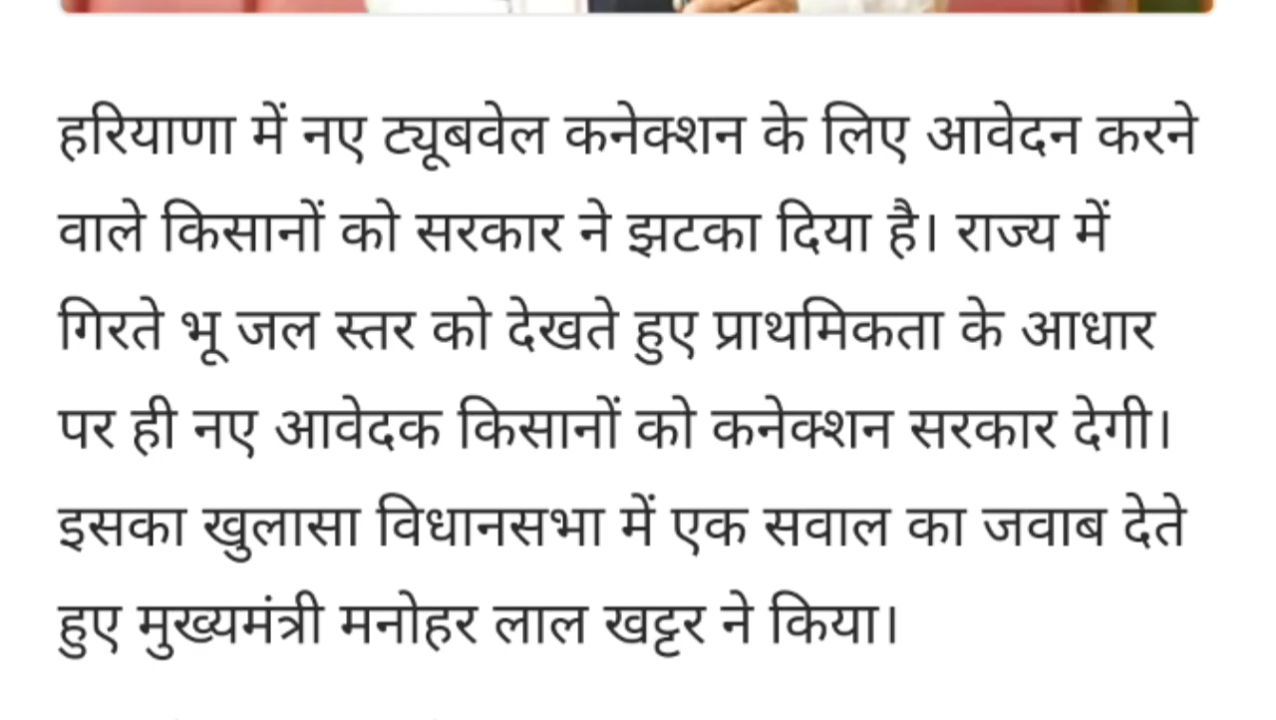 हरियाणा में नए ट्यूबवेल कनेक्शन के लिए आवेदन करने
वाले किसानों को सरकार ने झटका दिया है। राज्य में
गिरते भू जल स्तर को देखते हुए प्राथमिकता के आधार
पर ही नए आवेदक किसानों को कनेक्शन सरकार देगी।
इसका खुलासा विधानसभा में एक सवाल का जवाब देते
हुए मुख्यमंत्री मनोहर लाल खट्टर ने किया।